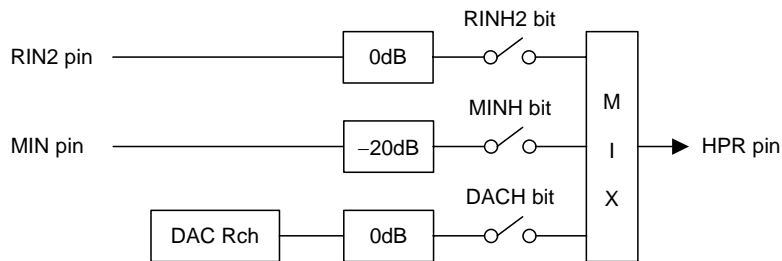 RINH2 bit
RIN2 pin
0dB
MINH bit
MIN pin
−20dB
DACH bit
DAC Rch
0dB
M
I
X
HPR pin